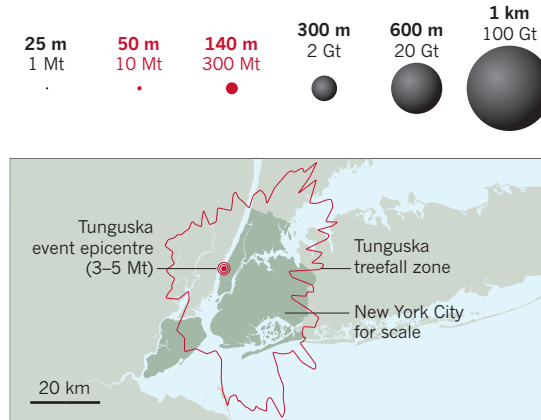 25 m
1 Mt
50 m
10 Mt
140 m
300 Mt
300 m
2 Gt
600 m
20 Gt
1 km
100 Gt
Tunguska
event epicentre
(3–5 Mt)
Tunguska
treefall zone
New York City
for scale
20 km